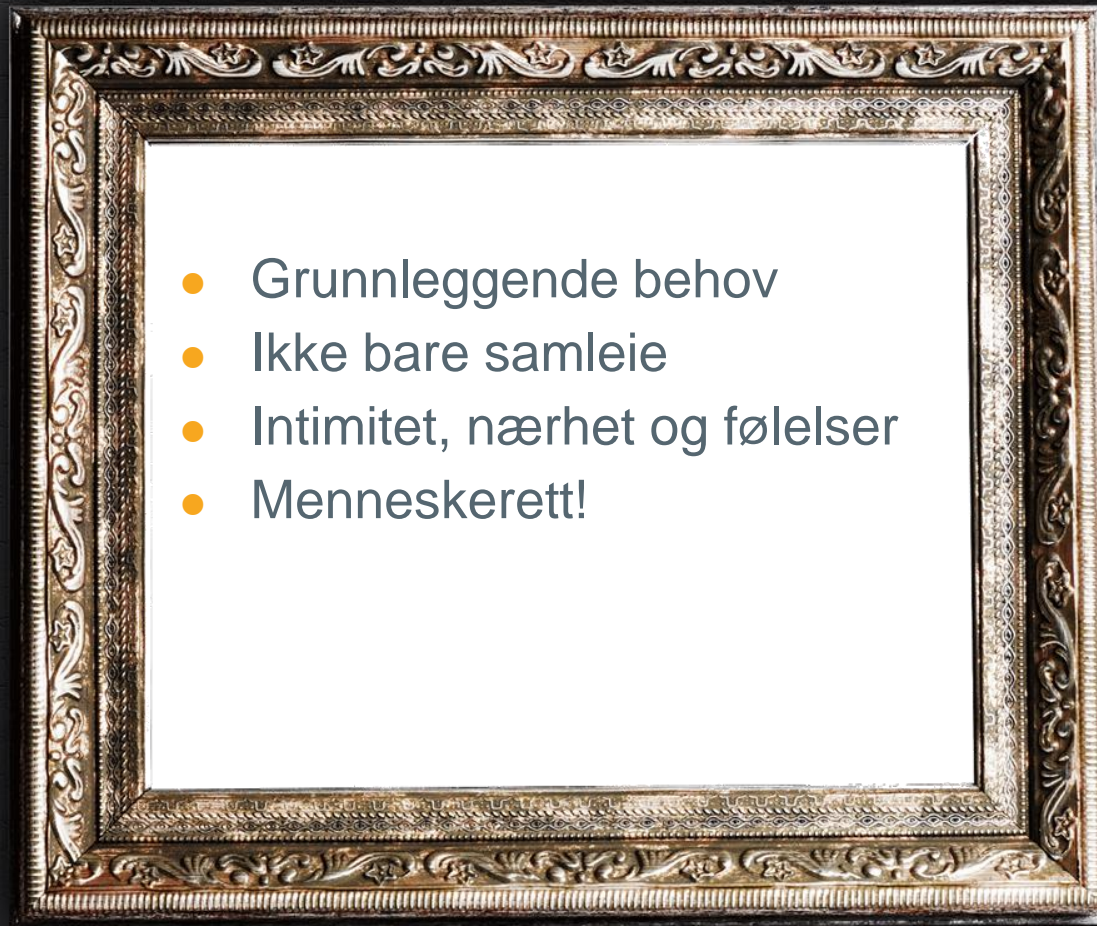 ● Grunnleggende behov
● Ikke bare samleie
● Intimitet, nærhet og følelser
● Menneskerett!